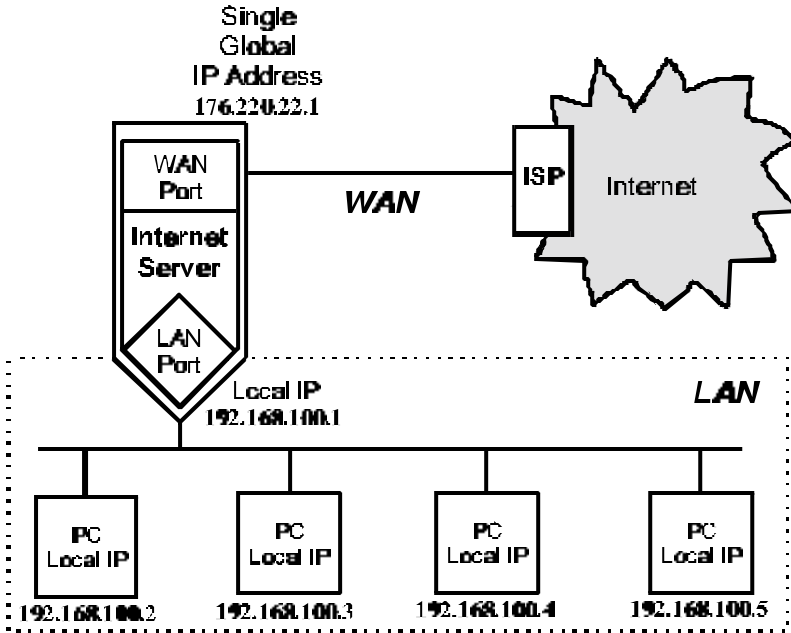 Single
Global
IP Address
176.220.22.1
WAN
Port
Internet
Server
LAN
Port
WAN
ISP
Internet
Local IP
192.168.100.1
LAN
PC
Local IP
192.168.100.2
PC
Local IP
192.168.100.3
PC
Local IP
192.168.100.4
PC
Local IP
192.168.100.5